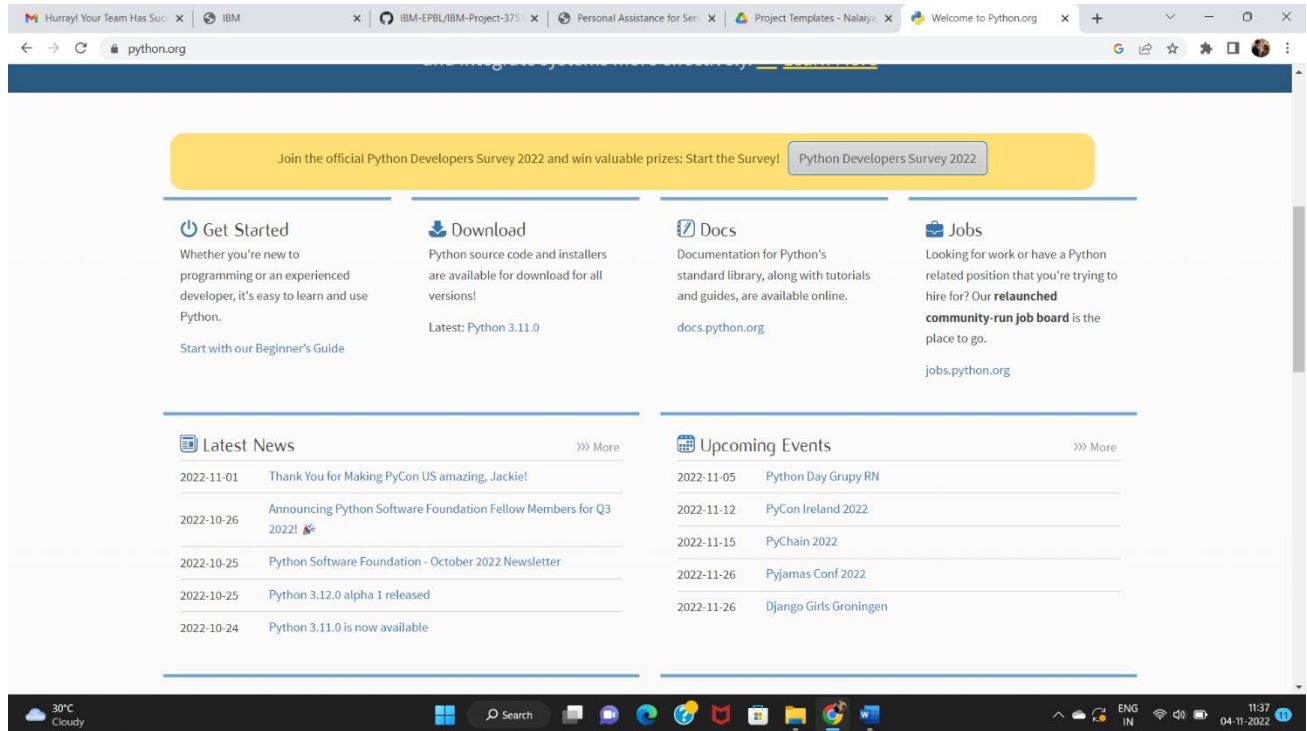 Hurray! Your Team Has Suc
IBM
IBM-EPBL/IBM-Project-375
Personal Assistance for Sen
Project Templates - Nalaiya
Welcome to Python.org
python.org
Join the official Python Developers Survey 2022 and win valuable prizes: Start the Survey!
Python Developers Survey 2022
Get Started
Whether you're new to
programming or an experienced
developer, it's easy to learn and use
Python.
Start with our Beginner's Guide
Download
Python source code and installers
are available for download for all
versions!
Latest: Python 3.11.0
Docs
Documentation for Python's
standard library, along with tutorials
and guides, are available online.
docs.python.org
Jobs
Looking for work or have a Python
related position that you're trying to
hire for? Our relaunched
community-run job board is the
place to go.
jobs.python.org
Latest News
>>> More
2022-11-01 Thank You for Making PyCon US amazing, Jackie!
2022-10-26 Announcing Python Software Foundation Fellow Members for Q3
2022! 🎉
2022-10-25 Python Software Foundation - October 2022 Newsletter
2022-10-25 Python 3.12.0 alpha 1 released
2022-10-24 Python 3.11.0 is now available
Upcoming Events
>>> More
2022-11-05 Python Day Grupy RN
2022-11-12 PyCon Ireland 2022
2022-11-15 PyChain 2022
2022-11-26 Pyjamas Conf 2022
2022-11-26 Django Girls Groningen
30°C
Cloudy
Search
ENG
IN
11:37
04-11-2022
11